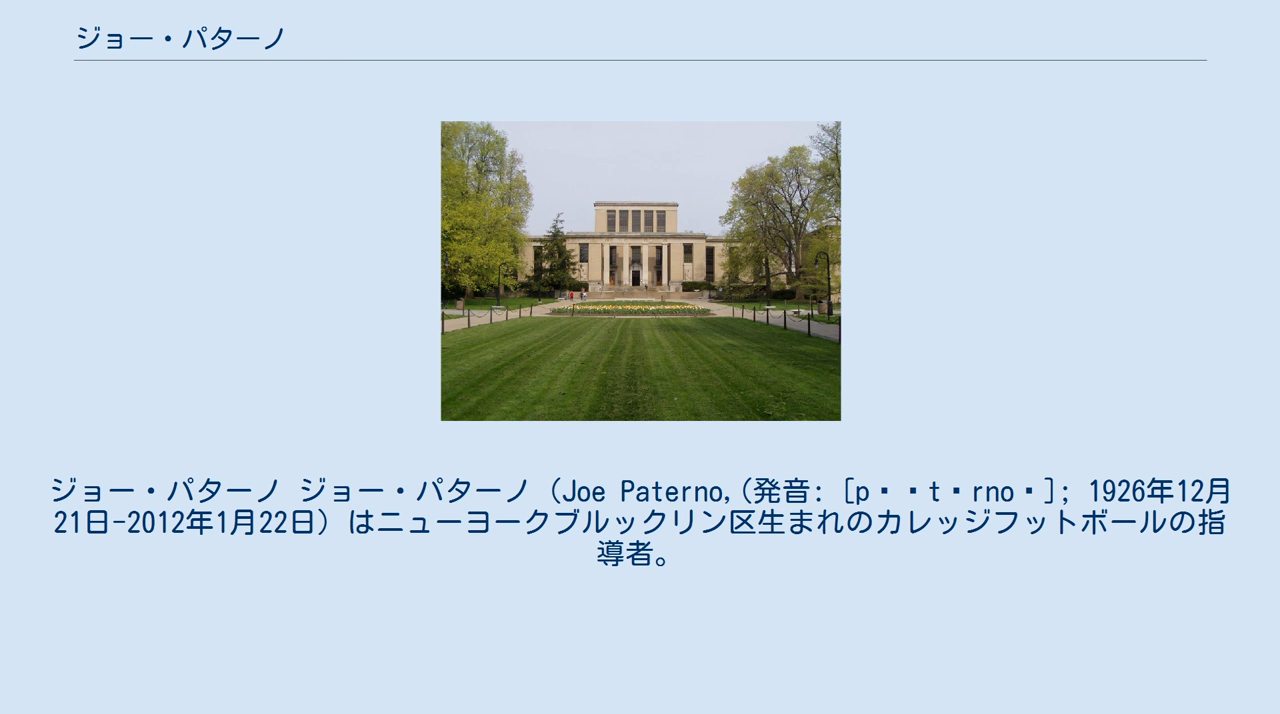 ジョー・パターノ
ジョー・パターノ ジョー・パターノ（Joe Paterno,(発音: [p▪▪t▪rno▪]; 1926年12月
21日-2012年1月22日）はニューヨークブルックリン区生まれのカレッジフットボールの指
導者。